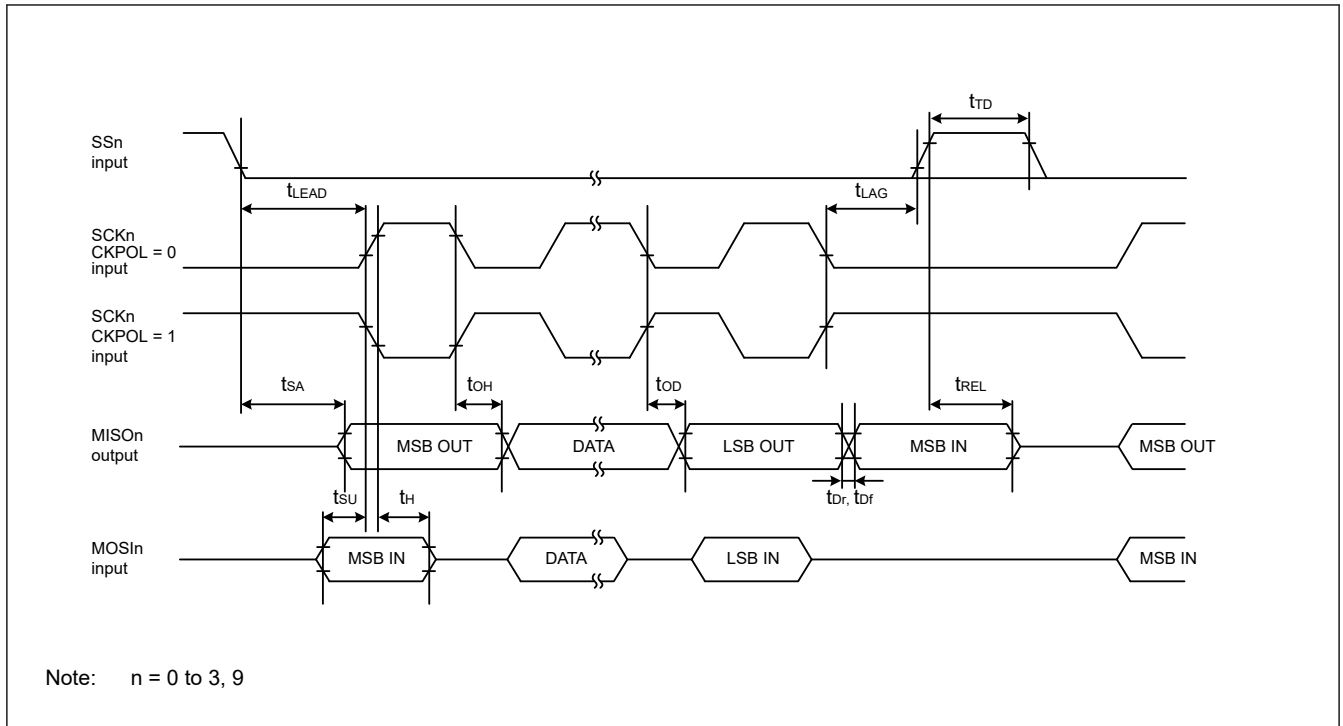 tTD
SSn
input
tLEAD
tLAG
SCKn
CKPOL = 0
input
SCKn
CKPOL = 1
input
tSA
tOH
tOD
tREL
MISOn
output
MSB OUT
DATA
LSB OUT
MSB IN
MSB OUT
tSU
tH
tDr, tDf
MOSIn
input
MSB IN
DATA
LSB IN
MSB IN
Note: n = 0 to 3, 9